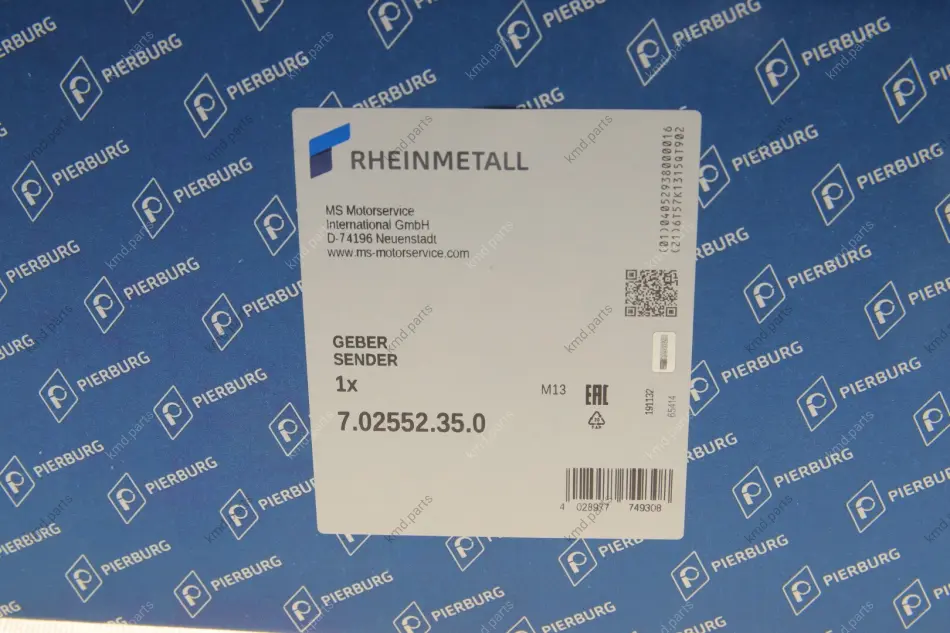 PIERBURG
RHEINMETALL
MS Motorservice
International GmbH
D-74196 Neuenstadt
www.ms-motorservice.com
GEBER
SENDER
1x
7.02552.35.0
M13
EAC
191132
65414
4 028977 749308
(01)04052938000016
(21)6T57K1315QT902
kmd.parts